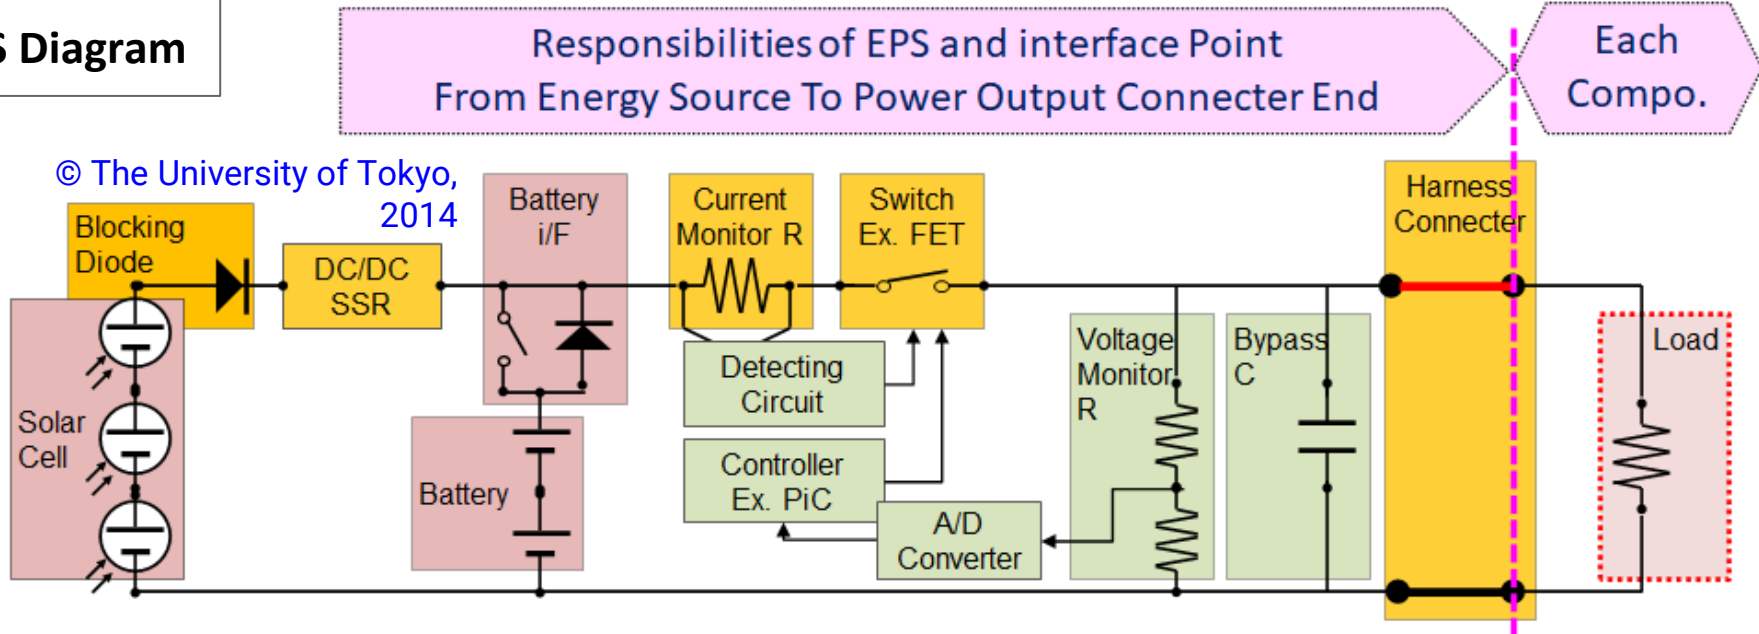 S Diagram
Responsibilities of EPS and interface Point
From Energy Source To Power Output Connecter End
Each
Compo.
© The University of Tokyo,
2014
Blocking
Diode
DC/DC
SSR
Battery
i/F
Current
Monitor R
Switch
Ex. FET
Harness
Connecter
Solar
Cell
Battery
Detecting
Circuit
Controller
Ex. PiC
A/D
Converter
Voltage
Monitor
R
Bypass
C
Load